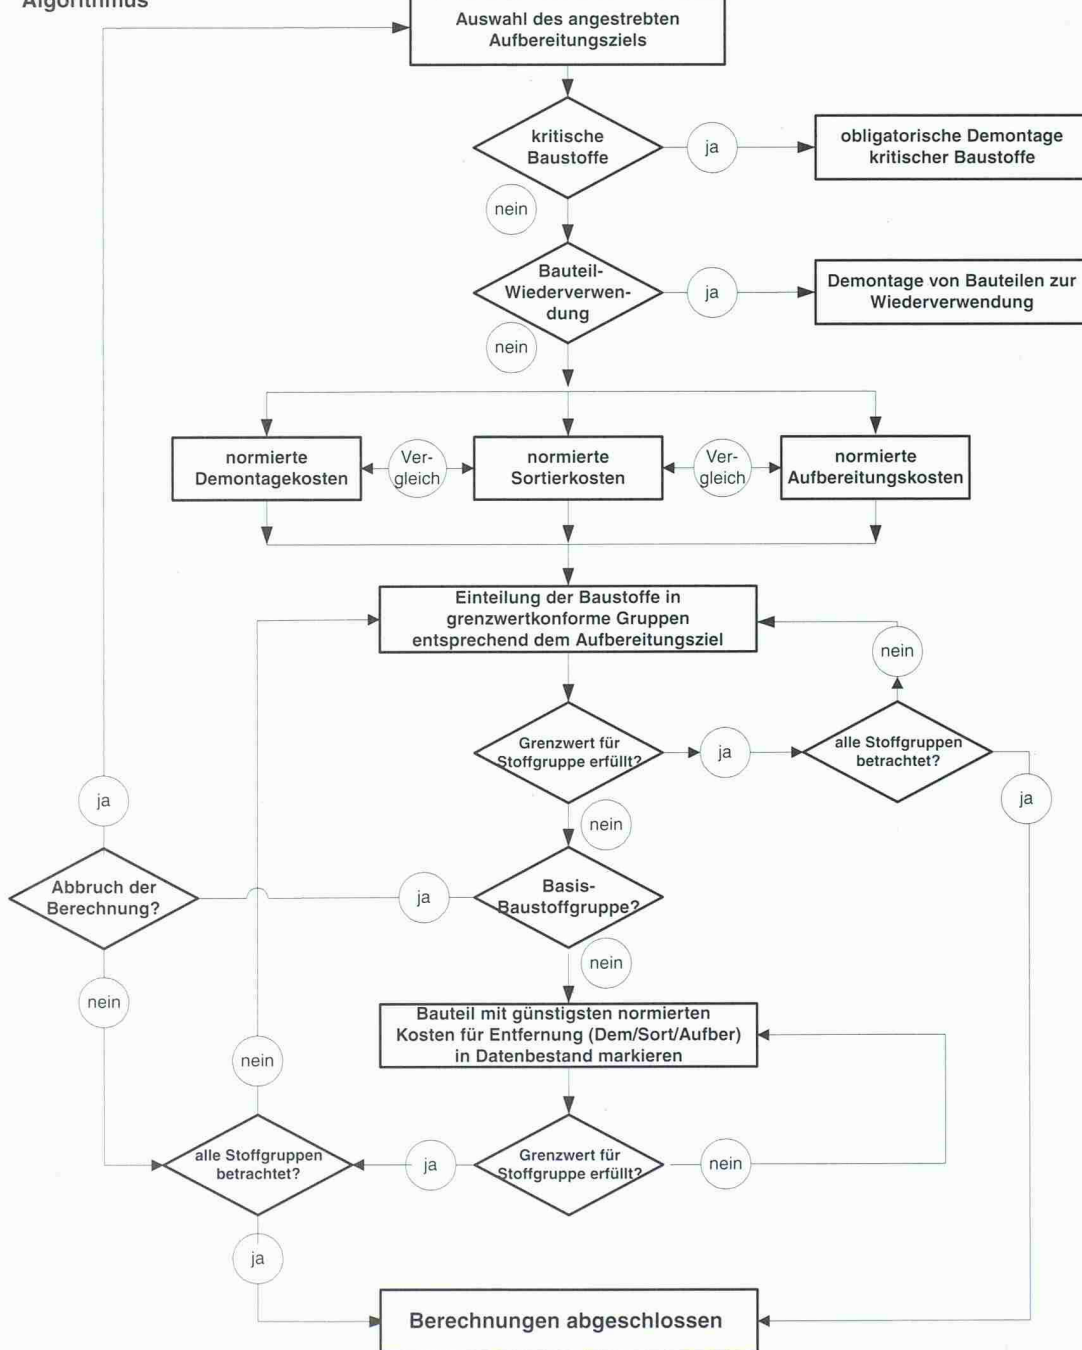 Algorithmus
Auswahl des angestrebten
Aufbereitungsziels
kritische
Baustoffe
ja
obligatorische Demontage
kritischer Baustoffe
nein
Bauteil-
Wiederverwen-
dung
ja
Demontage von Bauteilen zur
Wiederverwendung
nein
normierte
Demontagekosten
Ver-
gleich
normierte
Sortierkosten
Ver-
gleich
normierte
Aufbereitungskosten
Einteilung der Baustoffe in
grenzwertkonforme Gruppen
entsprechend dem Aufbereitungsziel
nein
Grenzwert für
Stoffgruppe erfüllt?
ja
alle Stoffgruppen
betrachtet?
ja
ja
nein
Abbruch der
Berechnung?
ja
Basis-
Baustoffgruppe?
nein
nein
Bauteil mit günstigsten normierten
Kosten für Entfernung (Dem/Sort/Aufber)
in Datenbestand markieren
nein
alle Stoffgruppen
betrachtet?
ja
Grenzwert für
Stoffgruppe erfüllt?
nein
ja
Berechnungen abgeschlossen